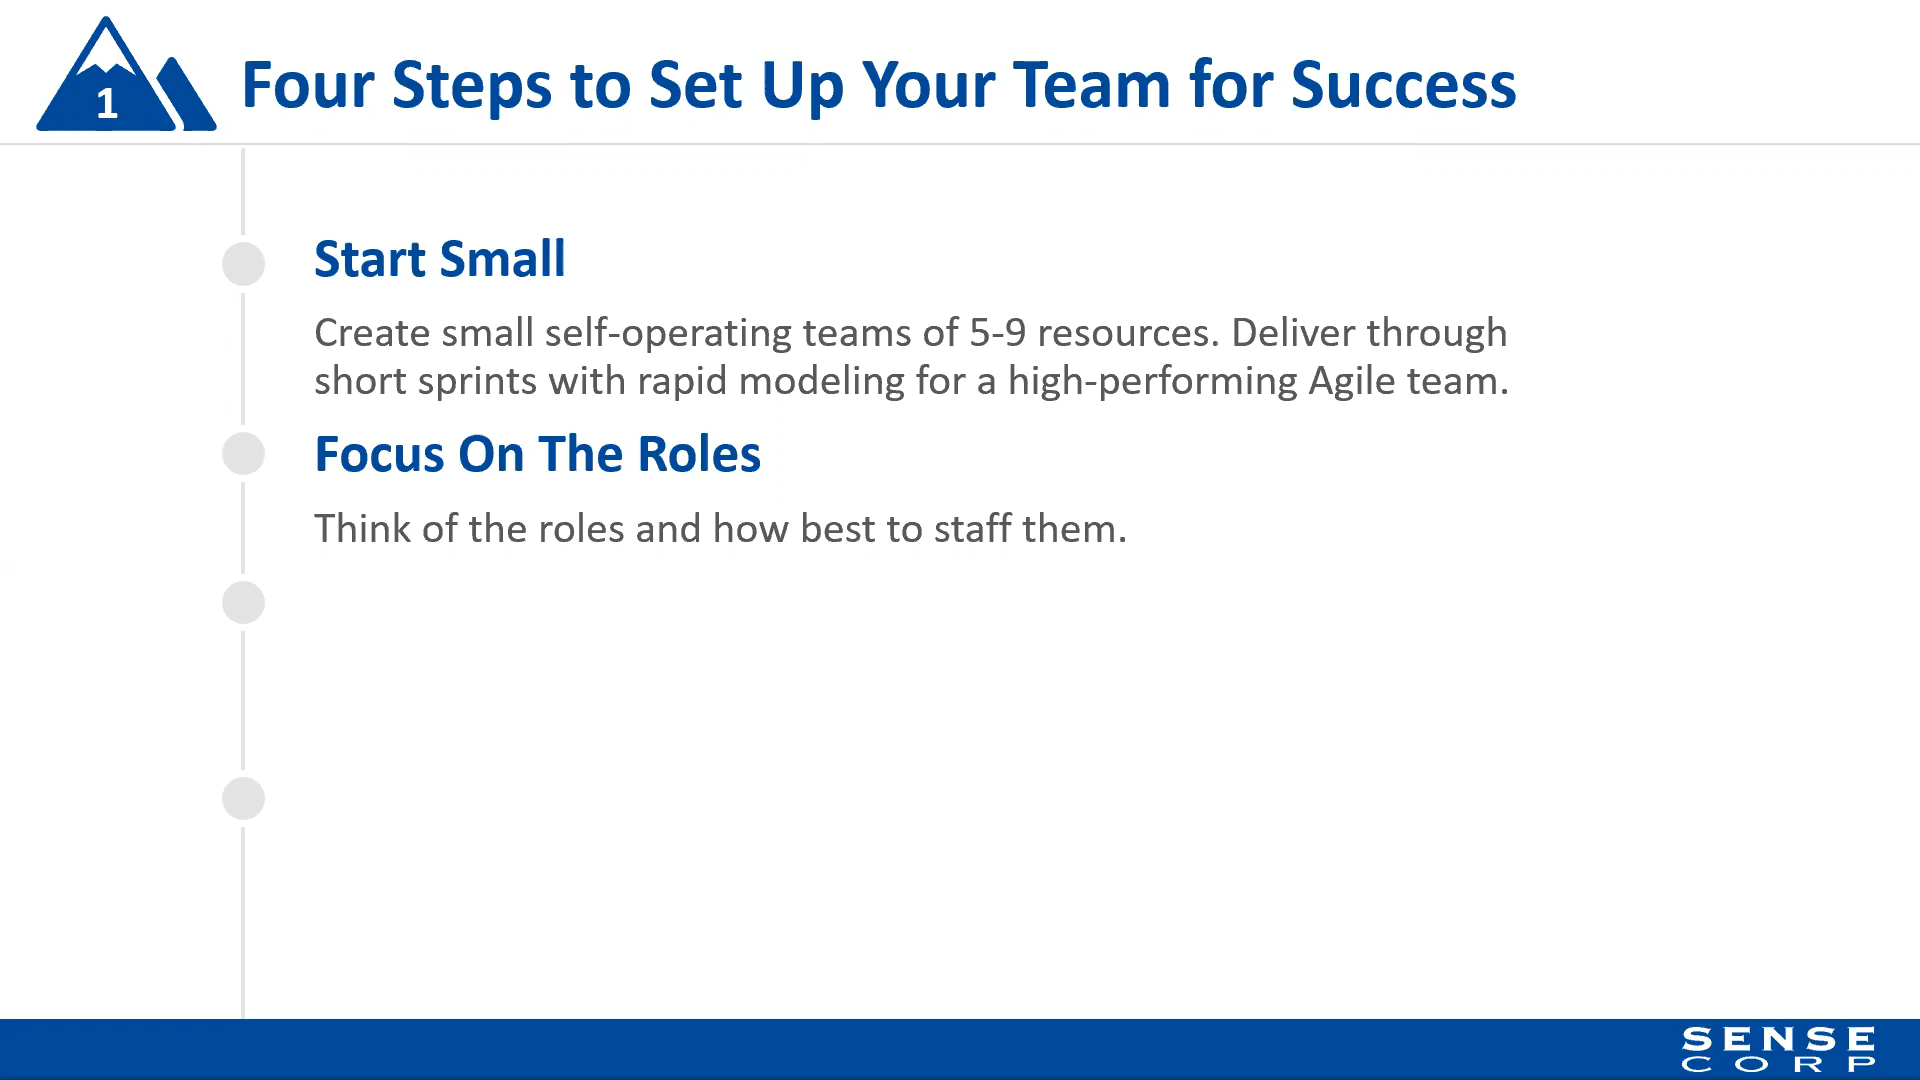 1
Four Steps to Set Up Your Team for Success
Start Small
Create small self-operating teams of 5-9 resources. Deliver through
short sprints with rapid modeling for a high-performing Agile team.
Focus On The Roles
Think of the roles and how best to staff them.
SENSE
CORP